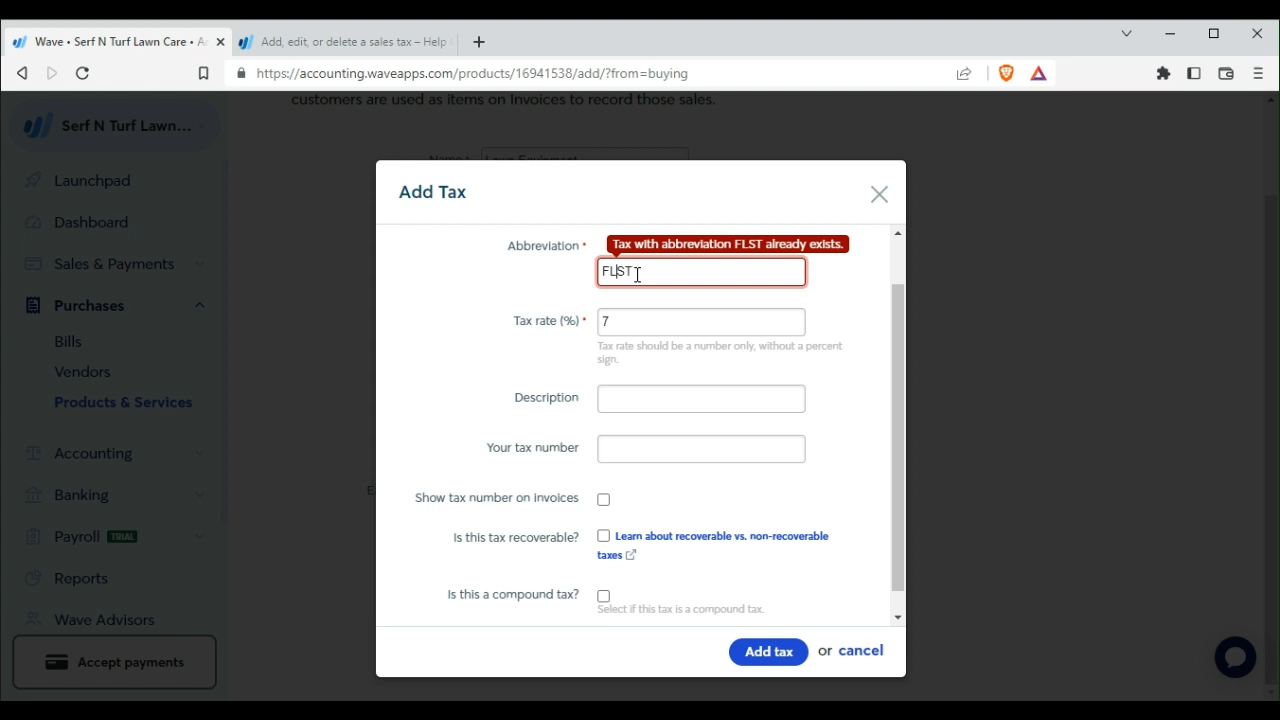 Wave • Serf N Turf Lawn Care • A
Add, edit, or delete a sales tax – Help
https://accounting.waveapps.com/products/16941538/add/?from=buying
Serf N Turf Lawn...
Launchpad
Dashboard
Sales & Payments
Purchases
Bills
Vendors
Products & Services
Accounting
Banking
Payroll TRIAL
Reports
Wave Advisors
Accept payments
customers are used as items on Invoices to record those sales.
Name *
Lawn Equipment
Add Tax
Abbreviation •
Tax with abbreviation FLST already exists.
FLST
Tax rate (%) •
7
Tax rate should be a number only, without a percent
sign.
Description
Your tax number
Show tax number on invoices
Is this tax recoverable?
Learn about recoverable vs. non-recoverable
taxes
Is this a compound tax?
Select if this tax is a compound tax.
Add tax or cancel